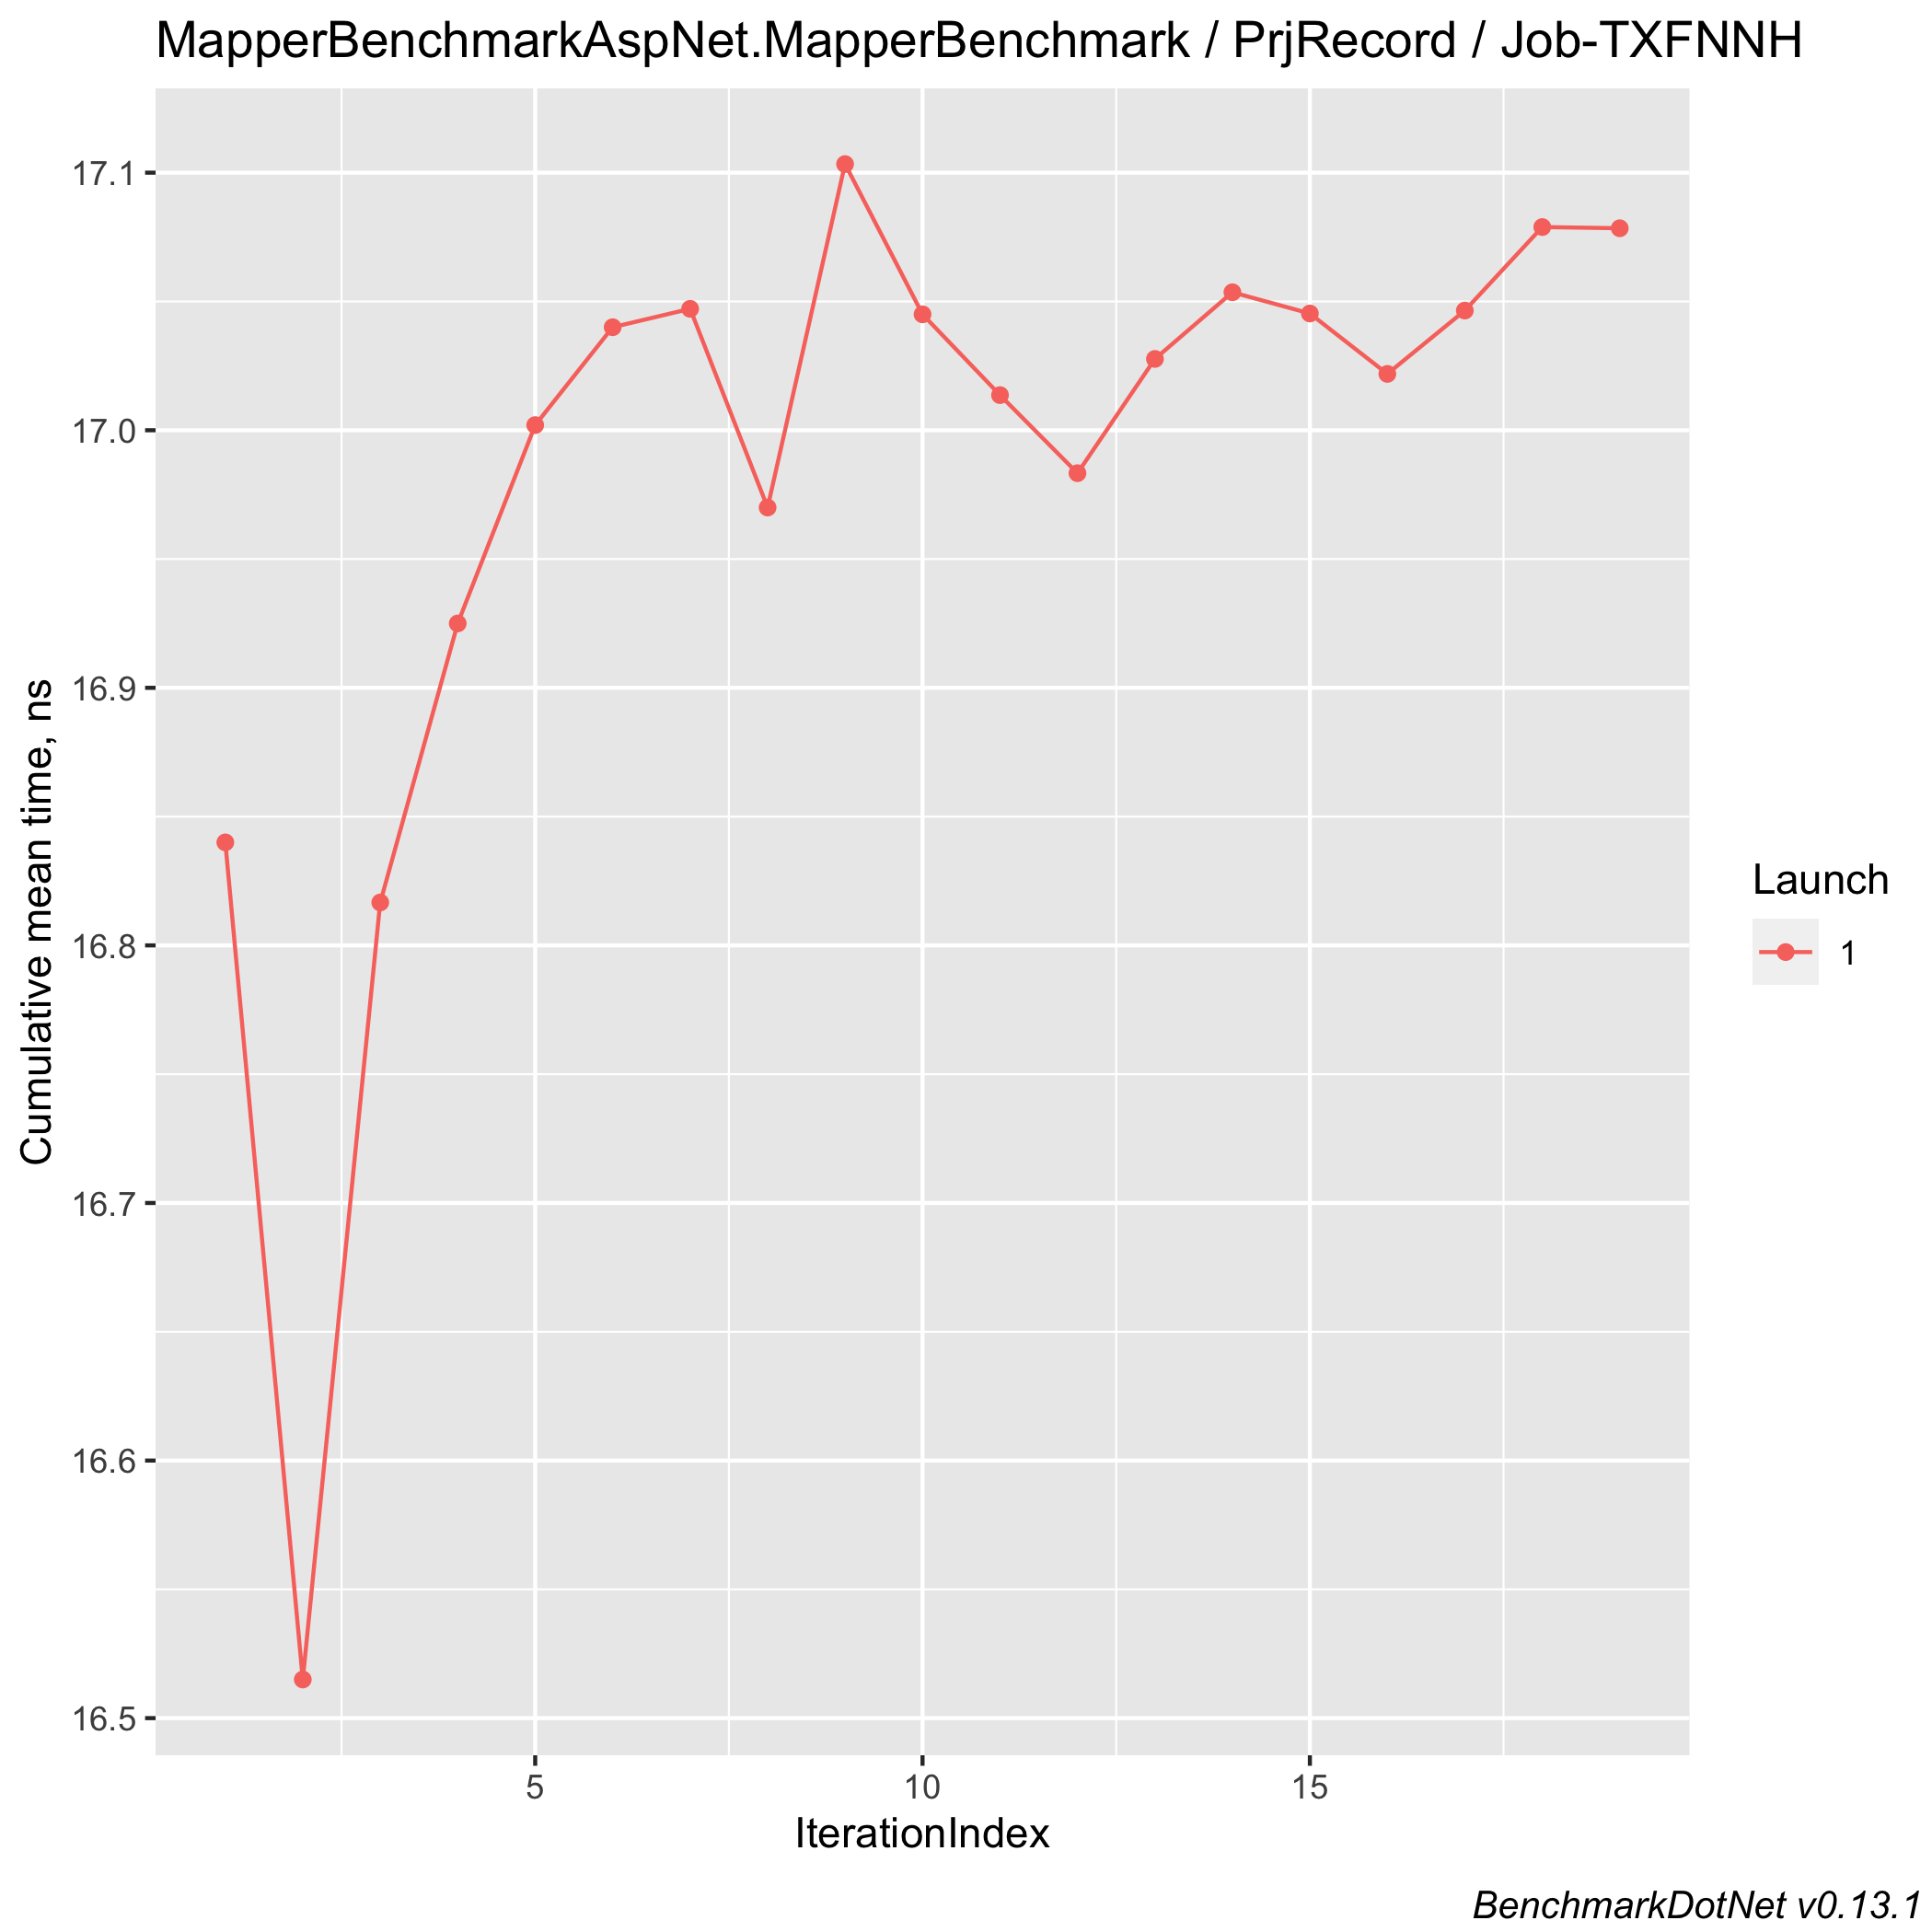 MapperBenchmarkAspNet.MapperBenchmark / PrjRecord / Job-TXFNNH
17.1
17.0
16.9
16.8
16.7
16.6
16.5
Cumulative mean time, ns
5
10
15
IterationIndex
Launch
1
BenchmarkDotNet v0.13.1